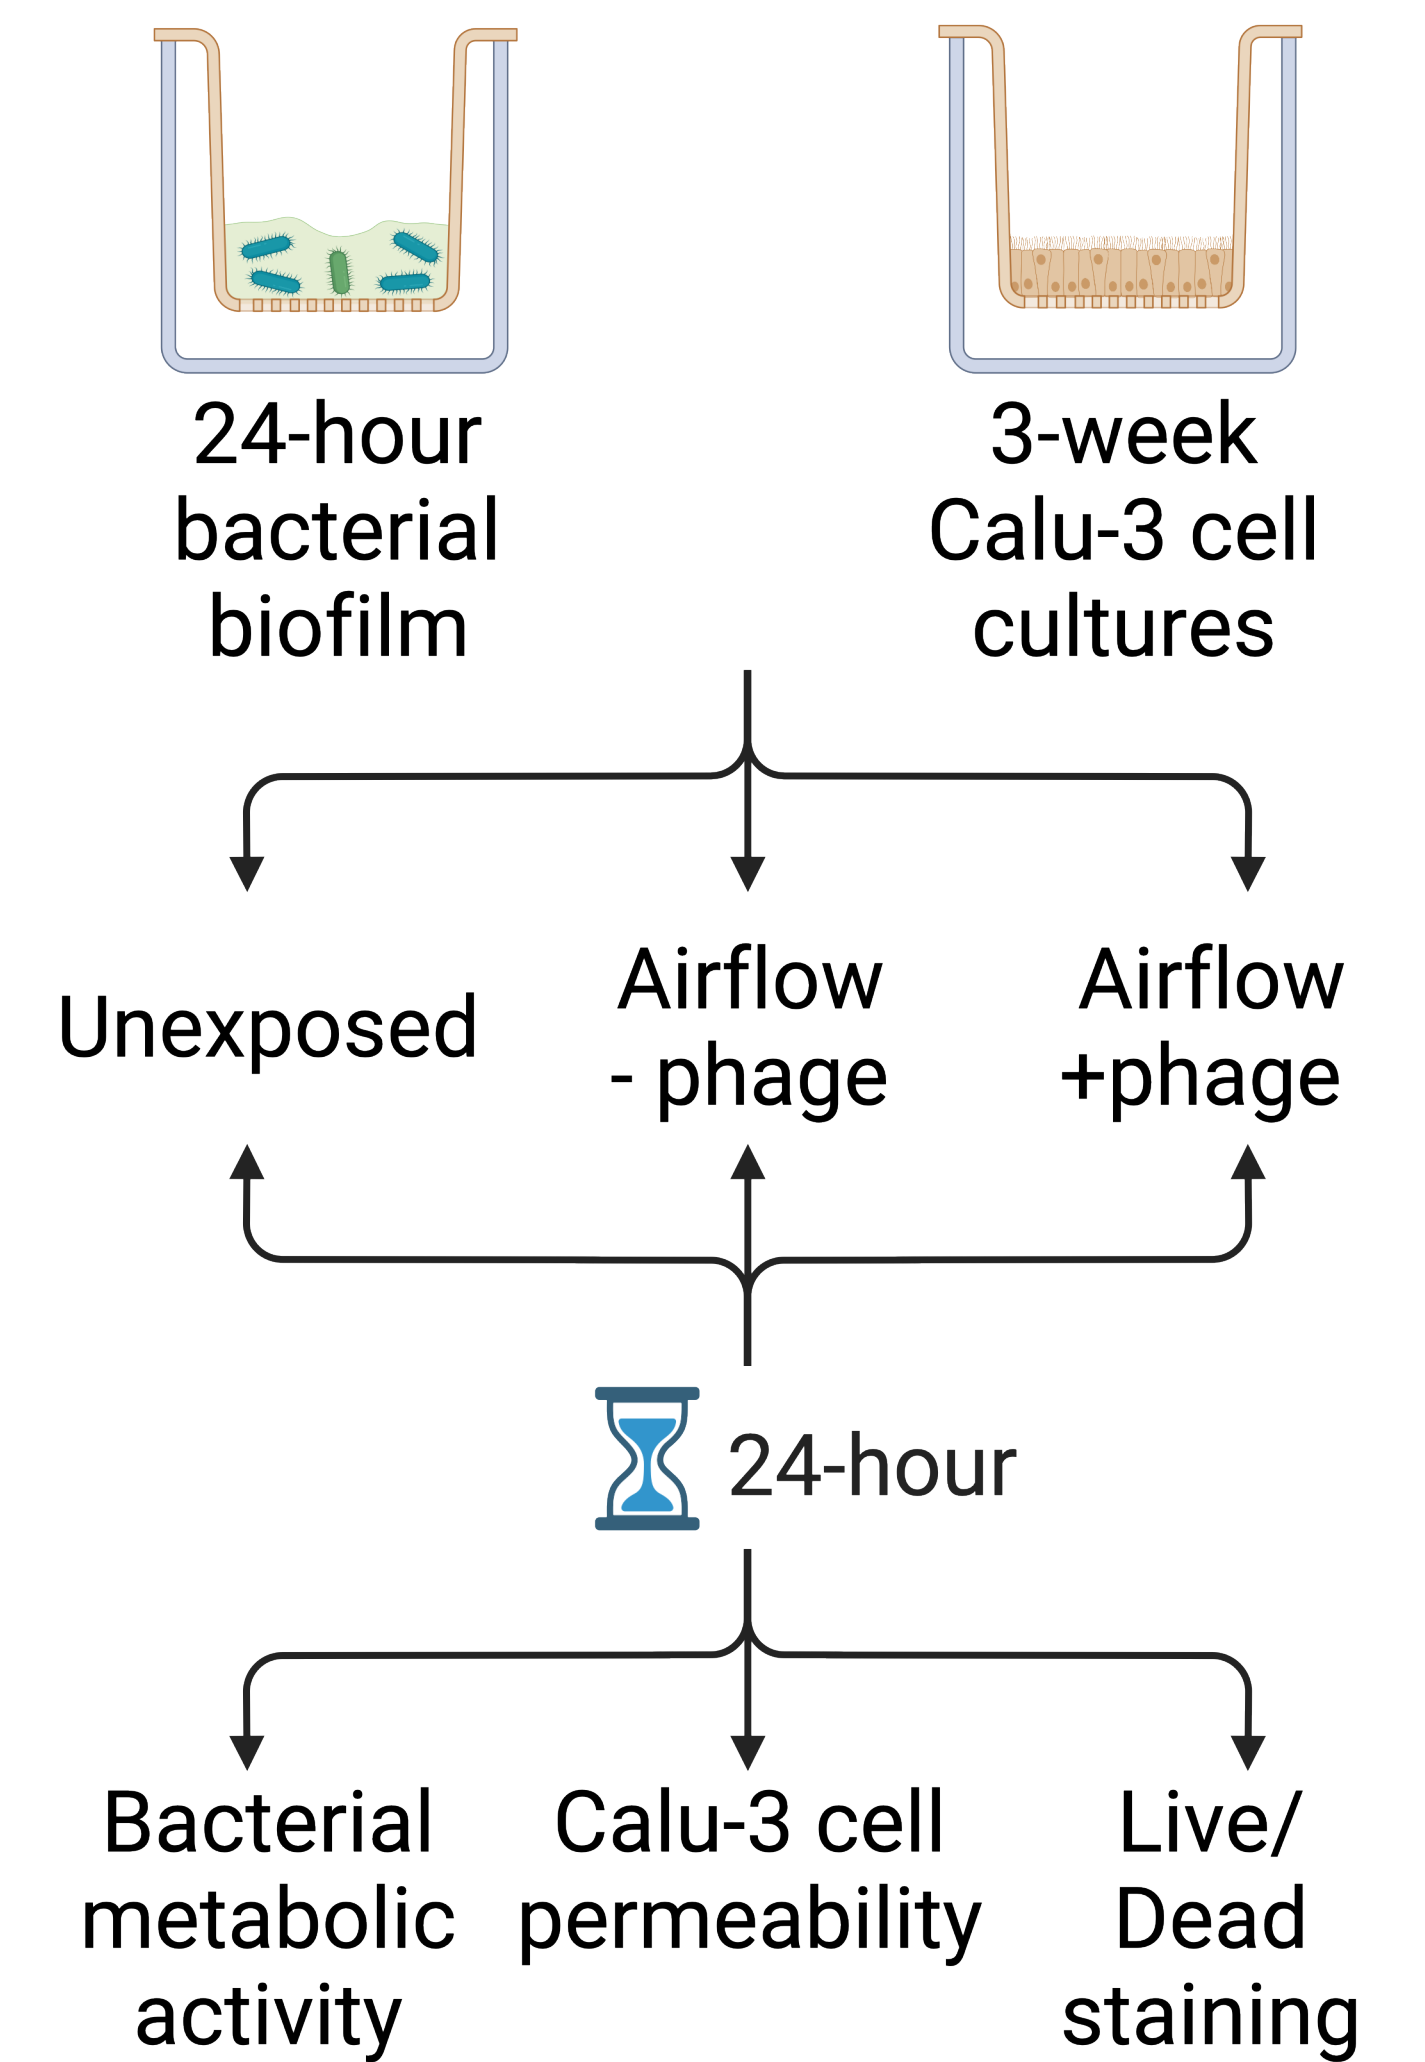 24-hour
bacterial
biofilm
3-week
Calu-3 cell
cultures
Unexposed
Airflow
- phage
Airflow
+phage
24-hour
Bacterial
metabolic
activity
Calu-3 cell
permeability
Live/
Dead
staining